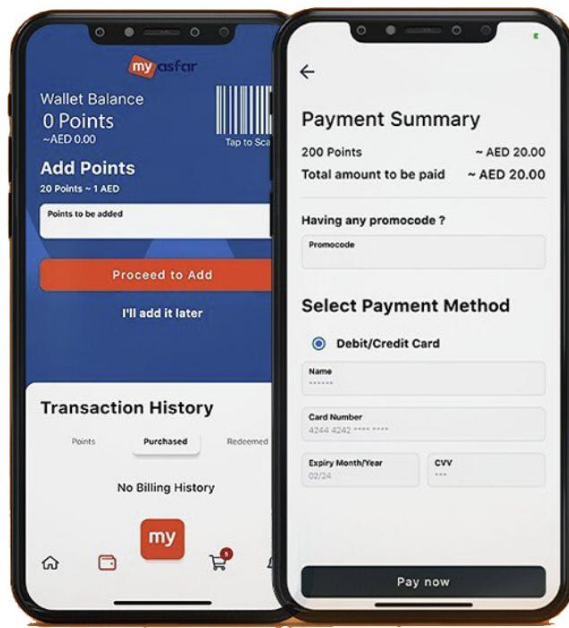 my asfar
Wallet Balance
0 Points
~AED 0.00
Tap to Sca
Add Points
20 Points ~ 1 AED
Points to be added
Proceed to Add
I'll add it later
Transaction History
Points Purchased Redeemed
No Billing History
my
5
Payment Summary
200 Points ~ AED 20.00
Total amount to be paid ~ AED 20.00
Having any promocode ?
Promocode
Select Payment Method
Debit/Credit Card
Name
******
Card Number
4244 4242 **** ****
Expiry Month/Year CVV
02/24 ***
Pay now